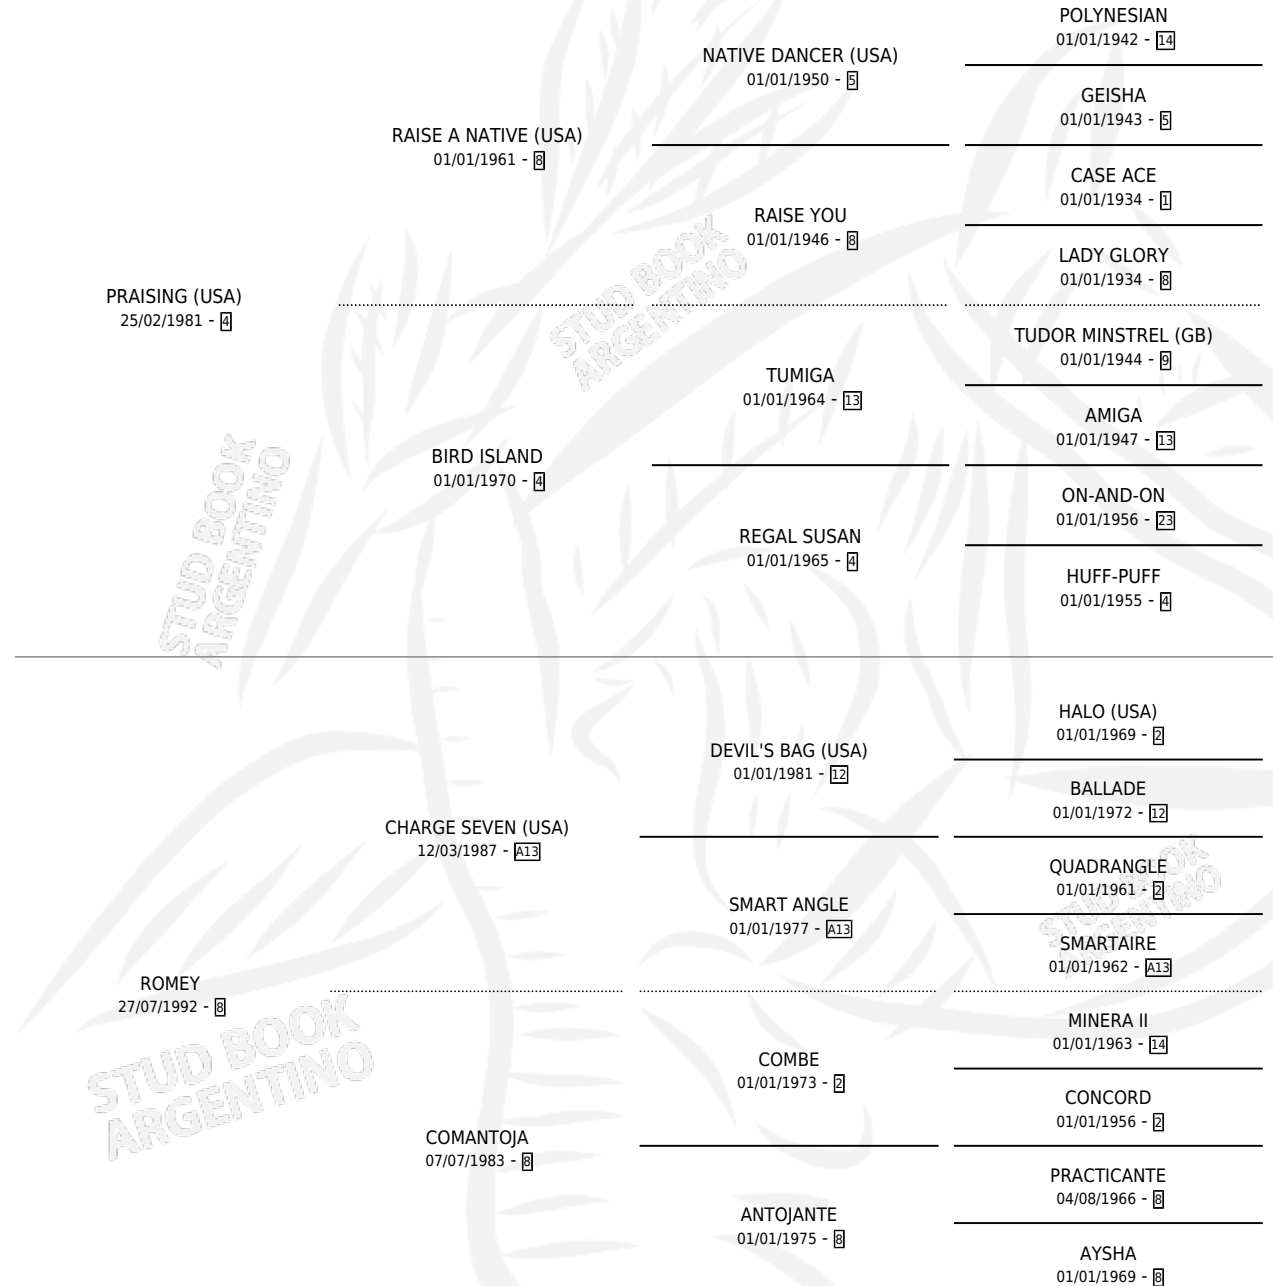 POLYNESIAN
01/01/1942 - 14
NATIVE DANCER (USA)
01/01/1950 - 5
GEISHA
01/01/1943 - 5
RAISE A NATIVE (USA)
01/01/1961 - 8
CASE ACE
01/01/1934 - 1
RAISE YOU
01/01/1946 - 8
LADY GLORY
01/01/1934 - 8
PRAISING (USA)
25/02/1981 - 4
TUDOR MINSTREL (GB)
01/01/1944 - 9
TUMIGA
01/01/1964 - 13
AMIGA
01/01/1947 - 13
BIRD ISLAND
01/01/1970 - 4
ON-AND-ON
01/01/1956 - 23
REGAL SUSAN
01/01/1965 - 4
HUFF-PUFF
01/01/1955 - 4
HALO (USA)
01/01/1969 - 2
DEVIL'S BAG (USA)
01/01/1981 - 12
BALLADE
01/01/1972 - 12
CHARGE SEVEN (USA)
12/03/1987 - A13
QUADRANGLE
01/01/1961 - 2
SMART ANGLE
01/01/1977 - A13
SMARTAIRE
01/01/1962 - A13
ROMEY
27/07/1992 - 8
MINERA II
01/01/1963 - 14
COMBE
01/01/1973 - 2
CONCORD
01/01/1956 - 2
COMANTOJA
07/07/1983 - 8
PRACTICANTE
04/08/1966 - 8
ANTOJANTE
01/01/1975 - 8
AYSHA
01/01/1969 - 8
STUD BOOK
ARGENTINO
STUD BOOK
ARGENTINO
STUD BOOK
ARGENTINO
STUD BOOK
ARGENTINO